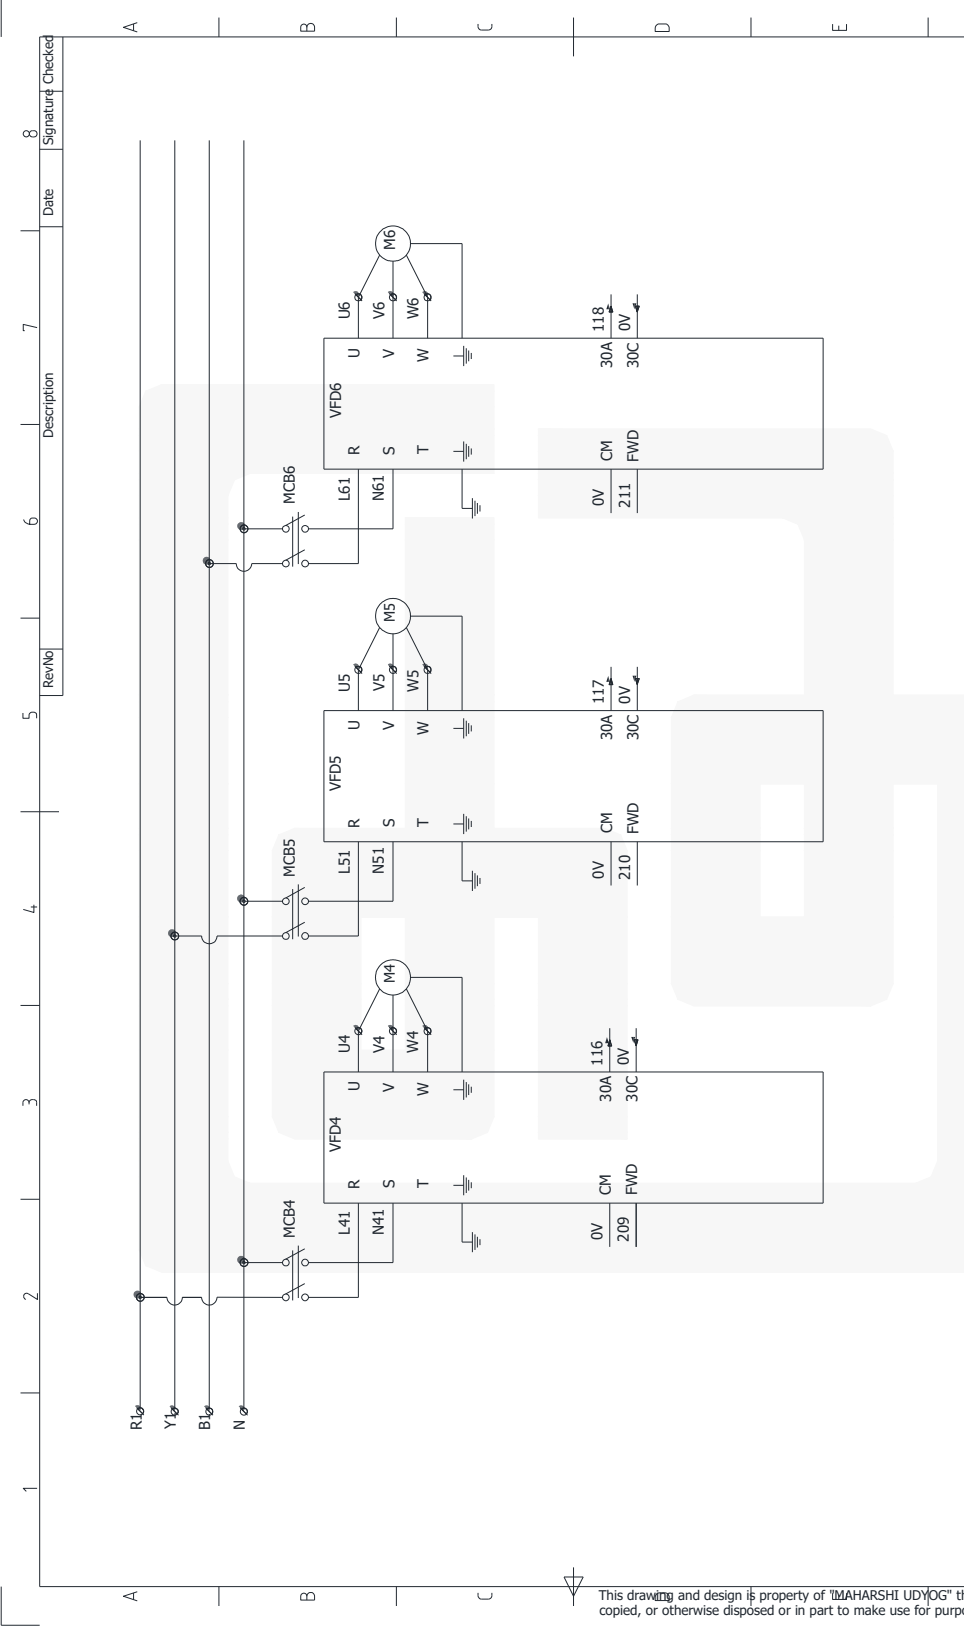 RevNo Description Date Signature Checked
1 2 3 4 5 6 7 8
A A
B B
C C
D D
E
R1
Y1
B1
N
MCB4 MCB5 MCB6
VFD4 VFD5 VFD6
L41 R U U4 M4 L51 R U U5 M5 L61 R U U6 M6
N41 S V V4 N51 S V V5 N61 S V V6
T W W4 T W W5 T W W6
0V CM 30A 116 0V CM 30A 117 0V CM 30A 118
209 FWD 30C 0V 210 FWD 30C 0V 211 FWD 30C 0V
This drawing and design is property of "MAHARSHI UDYOG" th
copied, or otherwise disposed or in part to make use for purpo